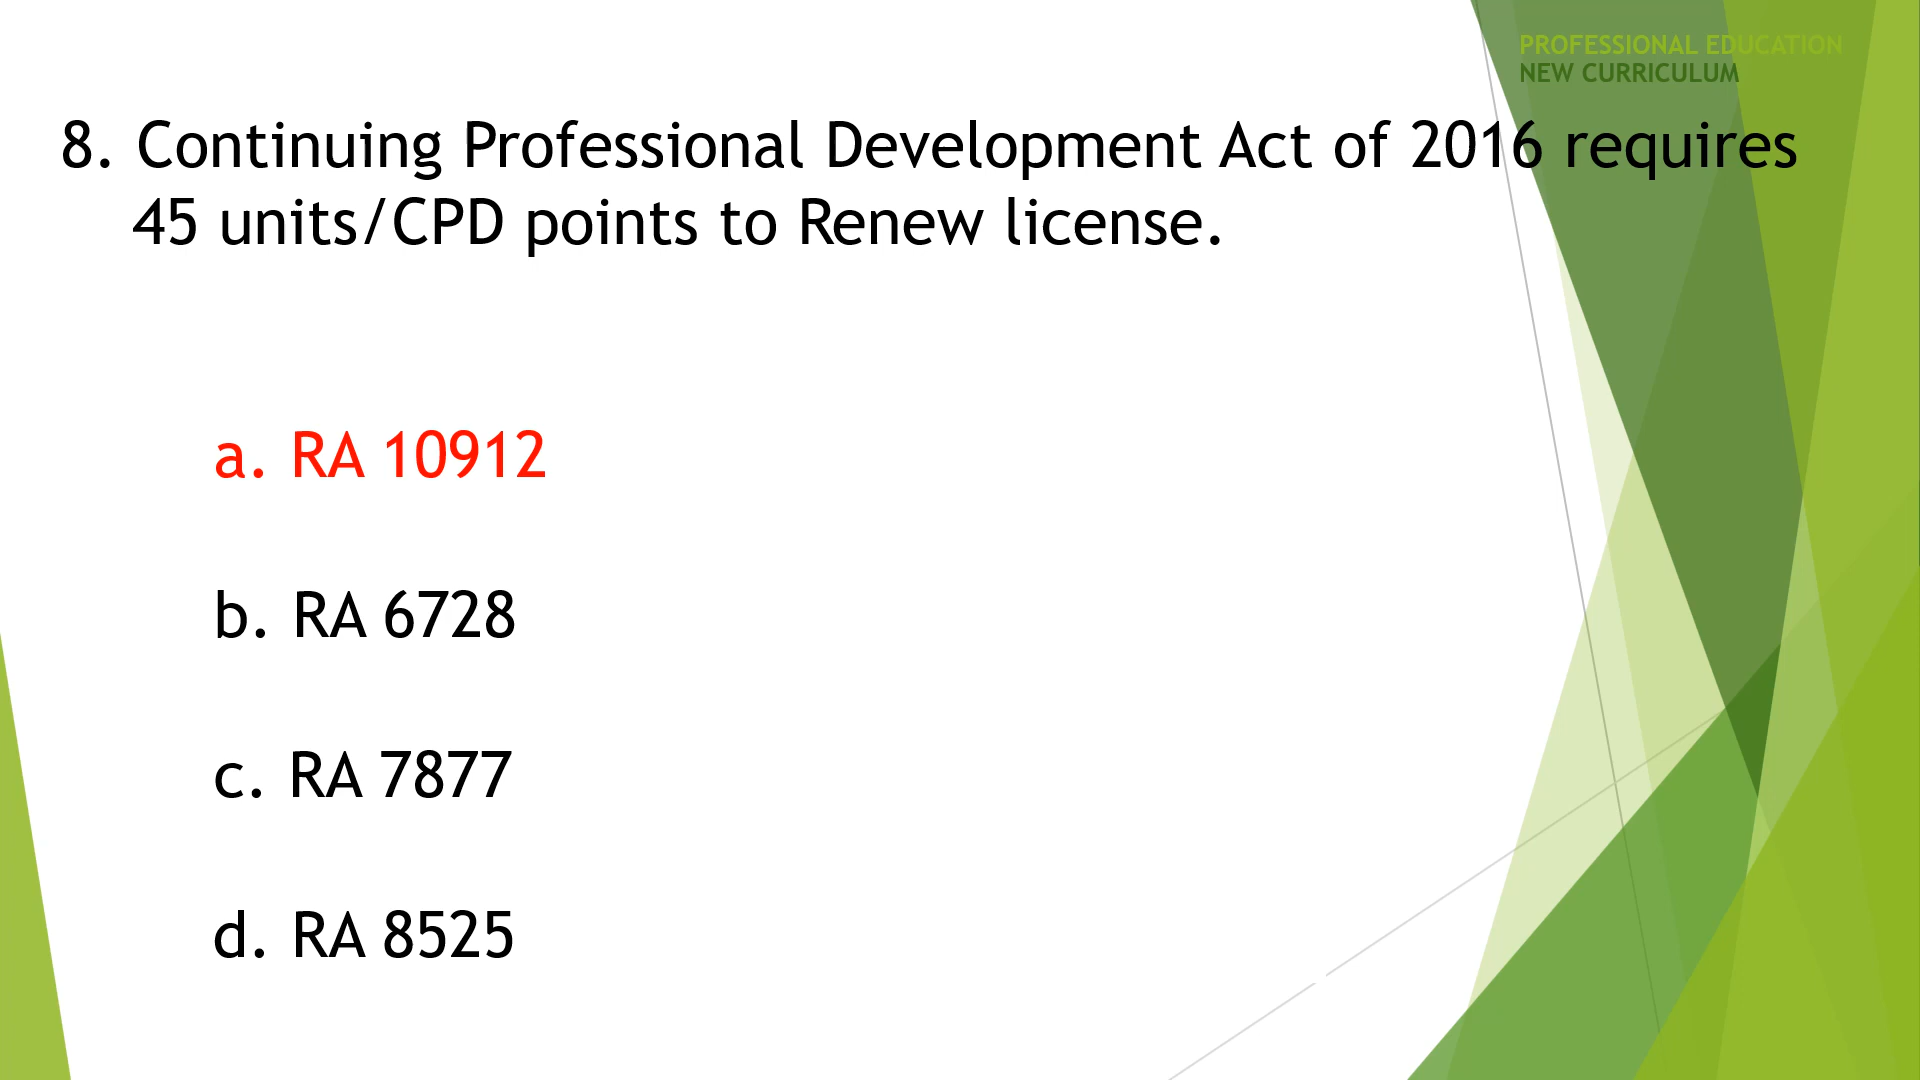 PROFESSIONAL EDUCATION
NEW CURRICULUM
8. Continuing Professional Development Act of 2016 requires
45 units/CPD points to Renew license.
a. RA 10912
b. RA 6728
c. RA 7877
d. RA 8525